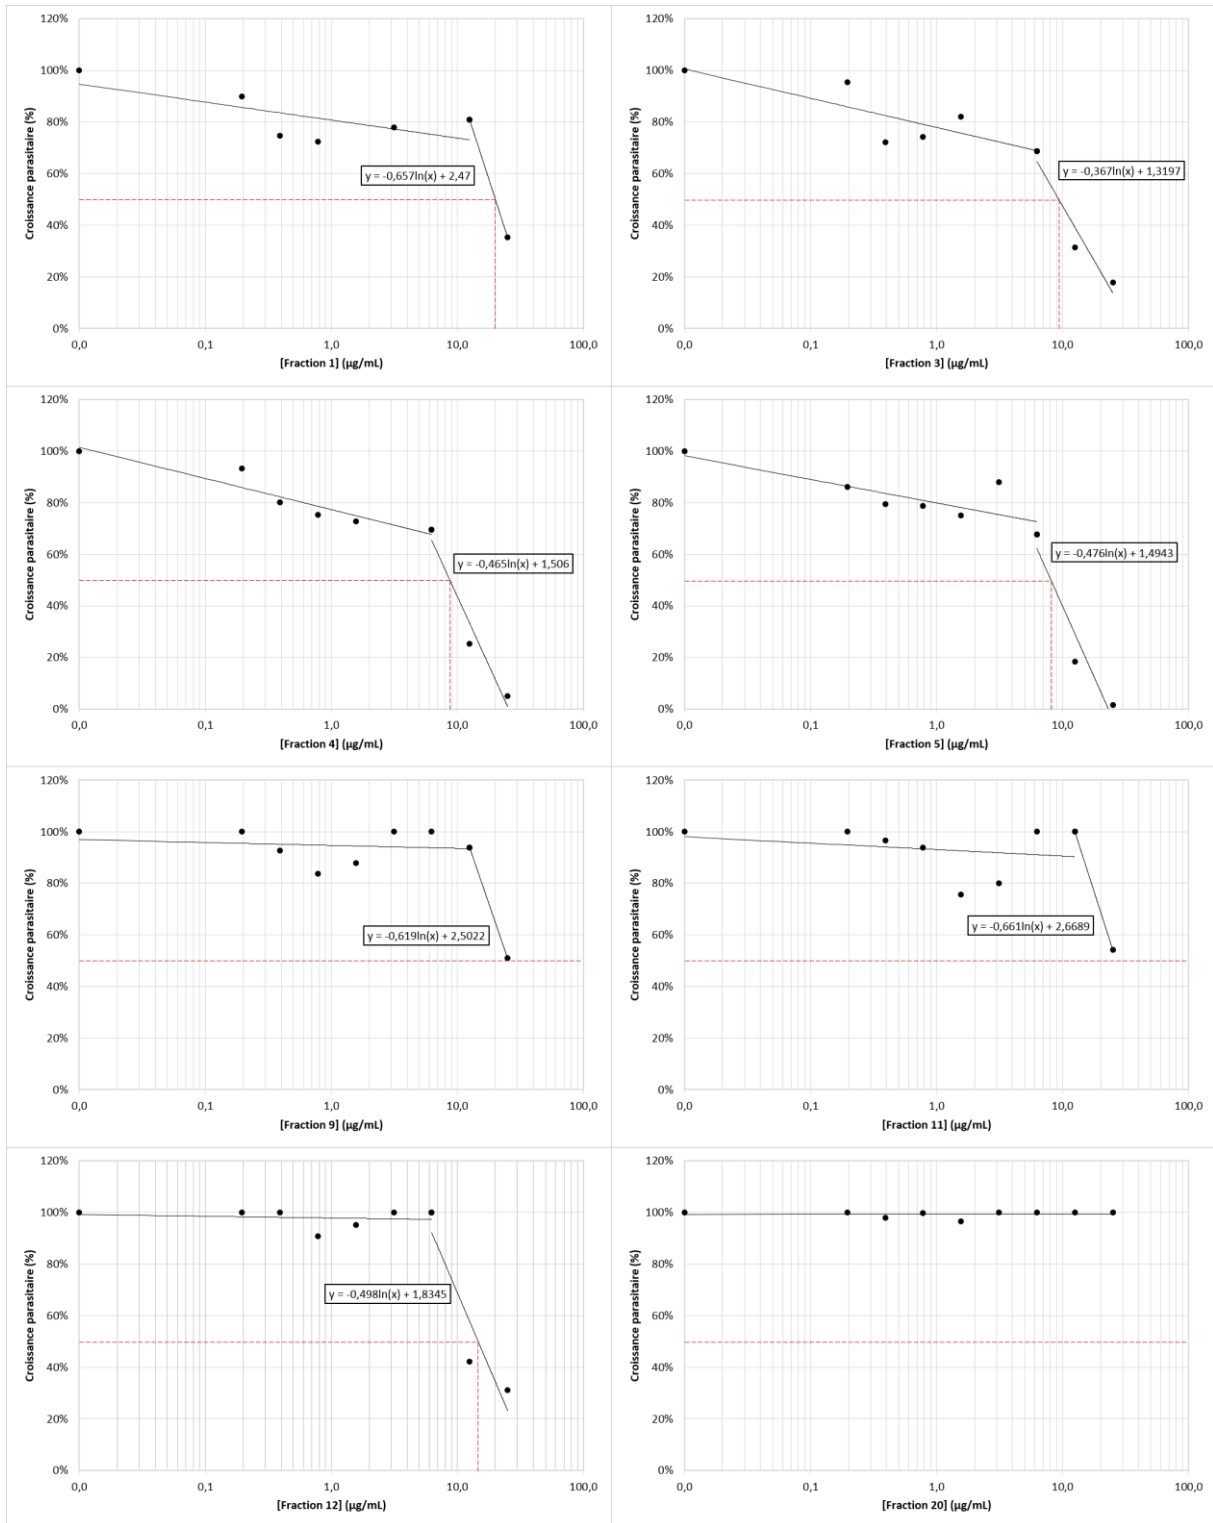 120%
100%
80%
60%
40%
20%
0%
Croissance parasitaire (%)
y = -0,657ln(x) + 2,47
0,0 0,1 1,0 10,0 100,0
[Fraction 1] (µg/mL)
120%
100%
80%
60%
40%
20%
0%
Croissance parasitaire (%)
y = -0,367ln(x) + 1,3197
0,0 0,1 1,0 10,0 100,0
[Fraction 3] (µg/mL)
120%
100%
80%
60%
40%
20%
0%
Croissance parasitaire (%)
y = -0,465ln(x) + 1,506
0,0 0,1 1,0 10,0 100,0
[Fraction 4] (µg/mL)
120%
100%
80%
60%
40%
20%
0%
Croissance parasitaire (%)
y = -0,476ln(x) + 1,4943
0,0 0,1 1,0 10,0 100,0
[Fraction 5] (µg/mL)
120%
100%
80%
60%
40%
20%
0%
Croissance parasitaire (%)
y = -0,619ln(x) + 2,5022
0,0 0,1 1,0 10,0 100,0
[Fraction 9] (µg/mL)
120%
100%
80%
60%
40%
20%
0%
Croissance parasitaire (%)
y = -0,661ln(x) + 2,6689
0,0 0,1 1,0 10,0 100,0
[Fraction 11] (µg/mL)
120%
100%
80%
60%
40%
20%
0%
Croissance parasitaire (%)
y = -0,498ln(x) + 1,8345
0,0 0,1 1,0 10,0 100,0
[Fraction 12] (µg/mL)
120%
100%
80%
60%
40%
20%
0%
Croissance parasitaire (%)
0,0 0,1 1,0 10,0 100,0
[Fraction 20] (µg/mL)